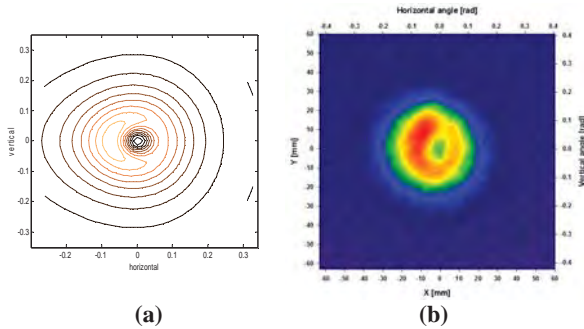 0.3
0.2
0.1
0
-0.1
-0.2
-0.3
vertical
-0.2 -0.1 0 0.1 0.2 0.3
horizontal
(a)
Horizontal angle [rad]
-0.4 -0.3 -0.2 -0.1 0.0 0.1 0.2 0.3 0.4
60
50
40
30
20
10
0
-10
-20
-30
-40
-50
-60
Y [mm]
0.4
0.3
0.2
0.1
0.0
-0.1
-0.2
-0.3
-0.4
Vertical angle [rad]
-60 -50 -40 -30 -20 -10 0 10 20 30 40 50 60
X [mm]
(b)